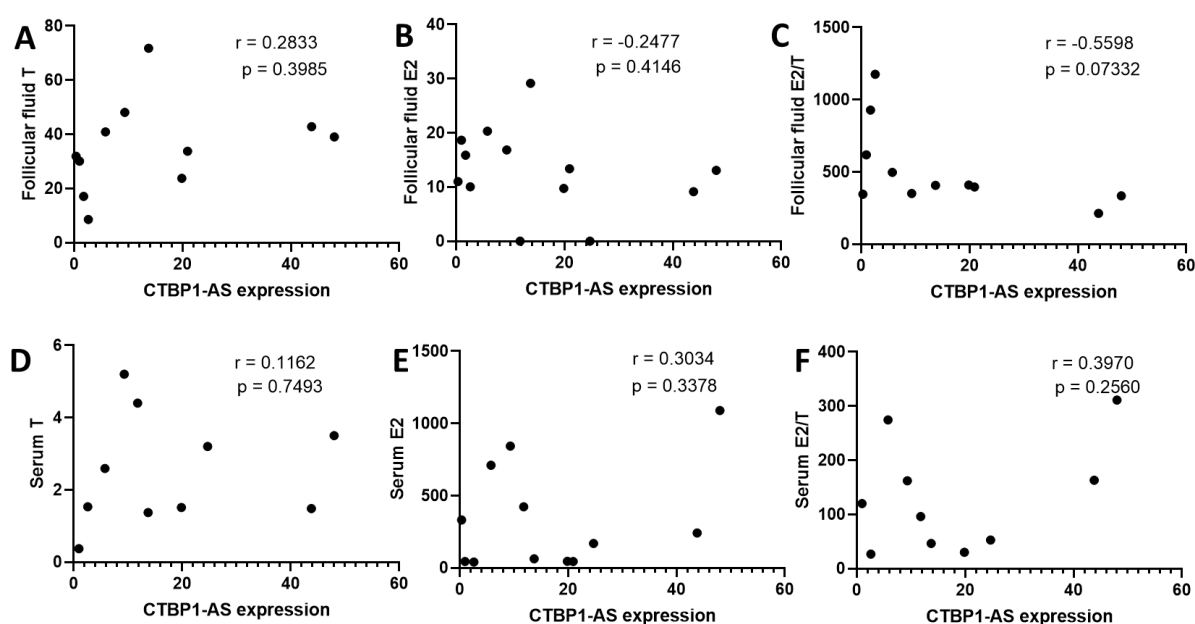 A
80
60
40
20
0
Follicular fluid T
r = 0.2833
p = 0.3985
0 20 40 60
CTBP1-AS expression
B
40
30
20
10
0
Follicular fluid E2
r = -0.2477
p = 0.4146
0 20 40 60
CTBP1-AS expression
C
1500
1000
500
0
Follicular fluid E2/T
r = -0.5598
p = 0.07332
0 20 40 60
CTBP1-AS expression
D
6
4
2
0
Serum T
r = 0.1162
p = 0.7493
0 20 40 60
CTBP1-AS expression
E
1500
1000
500
0
Serum E2
r = 0.3034
p = 0.3378
0 20 40 60
CTBP1-AS expression
F
400
300
200
100
0
Serum E2/T
r = 0.3970
p = 0.2560
0 20 40 60
CTBP1-AS expression